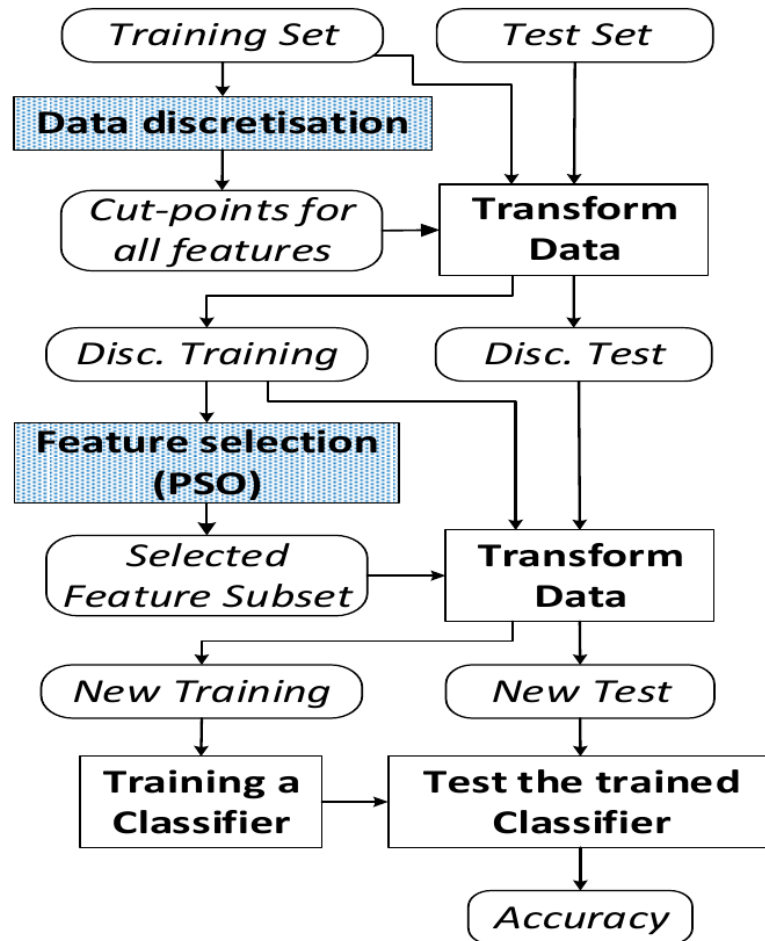 Training Set
Test Set
Data discretisation
Cut-points for
all features
Transform
Data
Disc. Training
Disc. Test
Feature selection
(PSO)
Selected
Feature Subset
Transform
Data
New Training
New Test
Training a
Classifier
Test the trained
Classifier
Accuracy